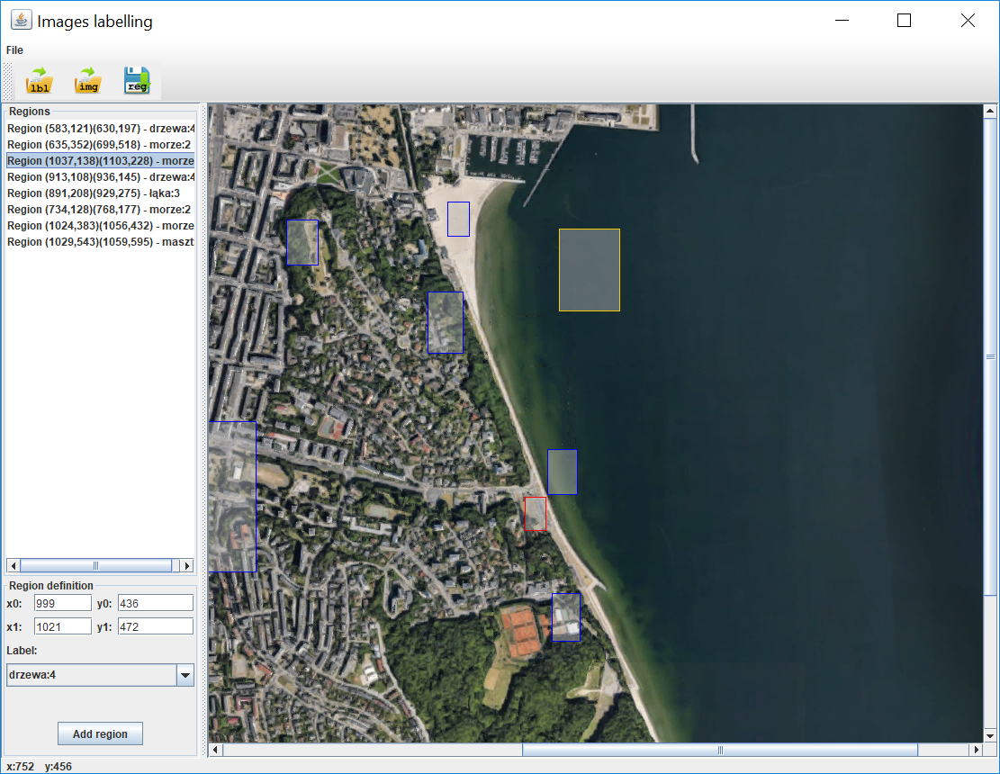 Images labelling
File
lbl
img
reg
Regions
Region (583,121)(630,197) - drzewa:4
Region (635,352)(699,518) - morze:2
Region (1037,138)(1103,228) - morze
Region (913,108)(936,145) - drzewa:4
Region (891,208)(929,275) - łąka:3
Region (734,128)(768,177) - morze:2
Region (1024,383)(1056,432) - morze
Region (1029,543)(1059,595) - maszt
Region definition
x0: 999 y0: 436
x1: 1021 y1: 472
Label:
drzewa:4
Add region
x:752 y:456